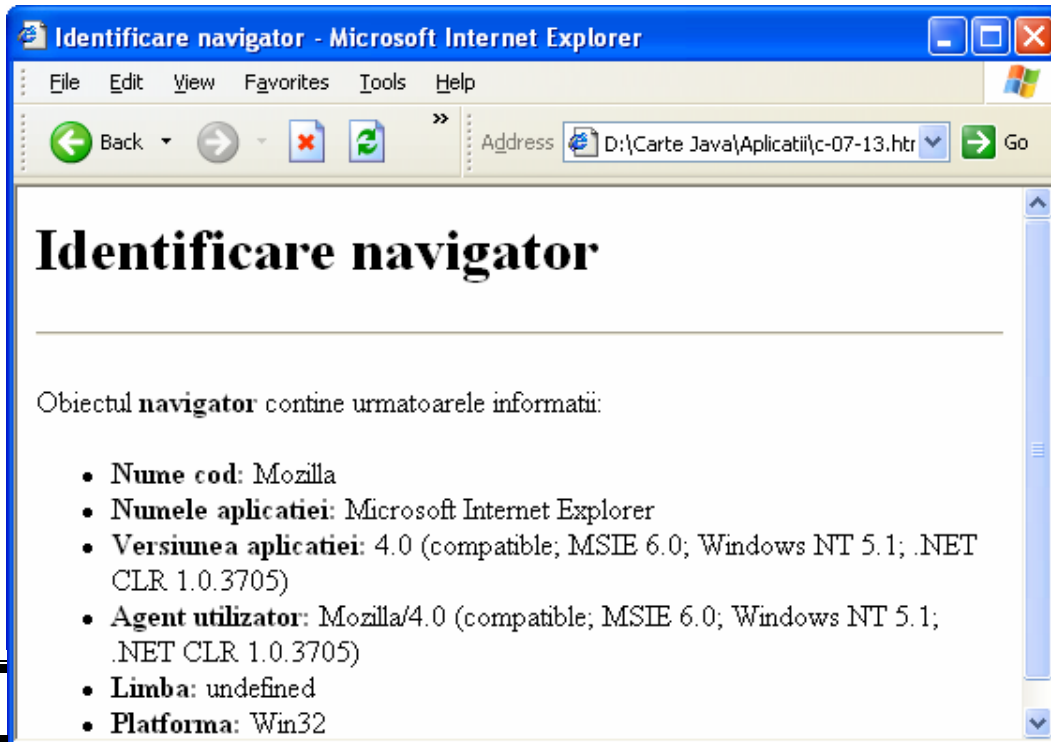 Identificare navigator - Microsoft Internet Explorer
File Edit View Favorites Tools Help
Back » Address D:\Carte Java\Aplicatii\c-07-13.htr Go
Identificare navigator
Obiectul navigator contine urmatoarele informatii:
• Nume cod: Mozilla
• Numele aplicatiei: Microsoft Internet Explorer
• Versiunea aplicatiei: 4.0 (compatible; MSIE 6.0; Windows NT 5.1; .NET
CLR 1.0.3705)
• Agent utilizator: Mozilla/4.0 (compatible; MSIE 6.0; Windows NT 5.1;
.NET CLR 1.0.3705)
• Limba: undefined
• Platforma: Win32